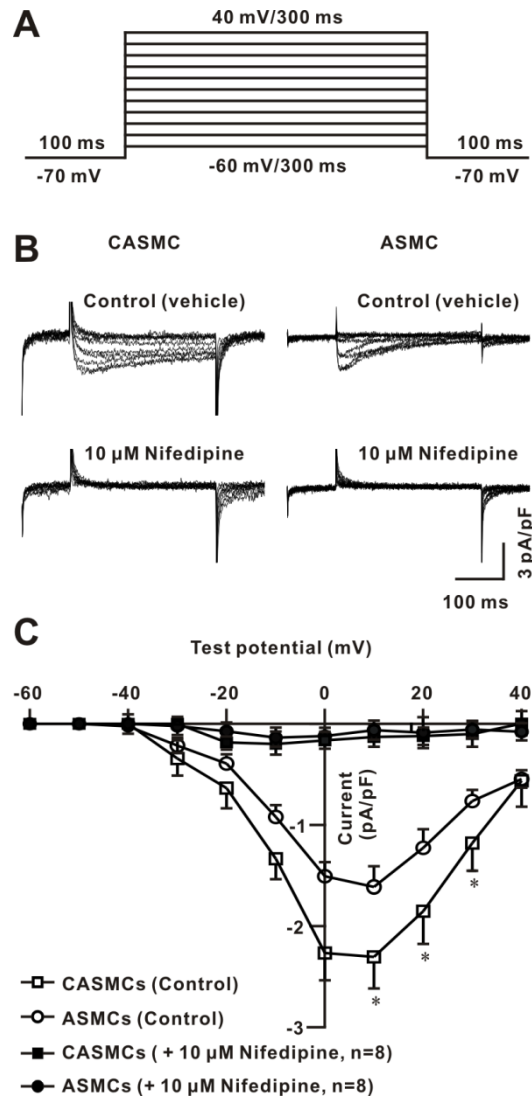 A
40 mV/300 ms
100 ms
100 ms
-70 mV
-60 mV/300 ms
-70 mV
B
CASMC
ASMC
Control (vehicle)
Control (vehicle)
10 µM Nifedipine
10 µM Nifedipine
3 pA/pF
100 ms
C
Test potential (mV)
-60
-40
-20
0
20
40
Current
(pA/pF)
-1
*
-2
*
*
-3
CASMCs (Control)
ASMCs (Control)
CASMCs ( + 10 µM Nifedipine, n=8)
ASMCs (+ 10 µM Nifedipine, n=8)